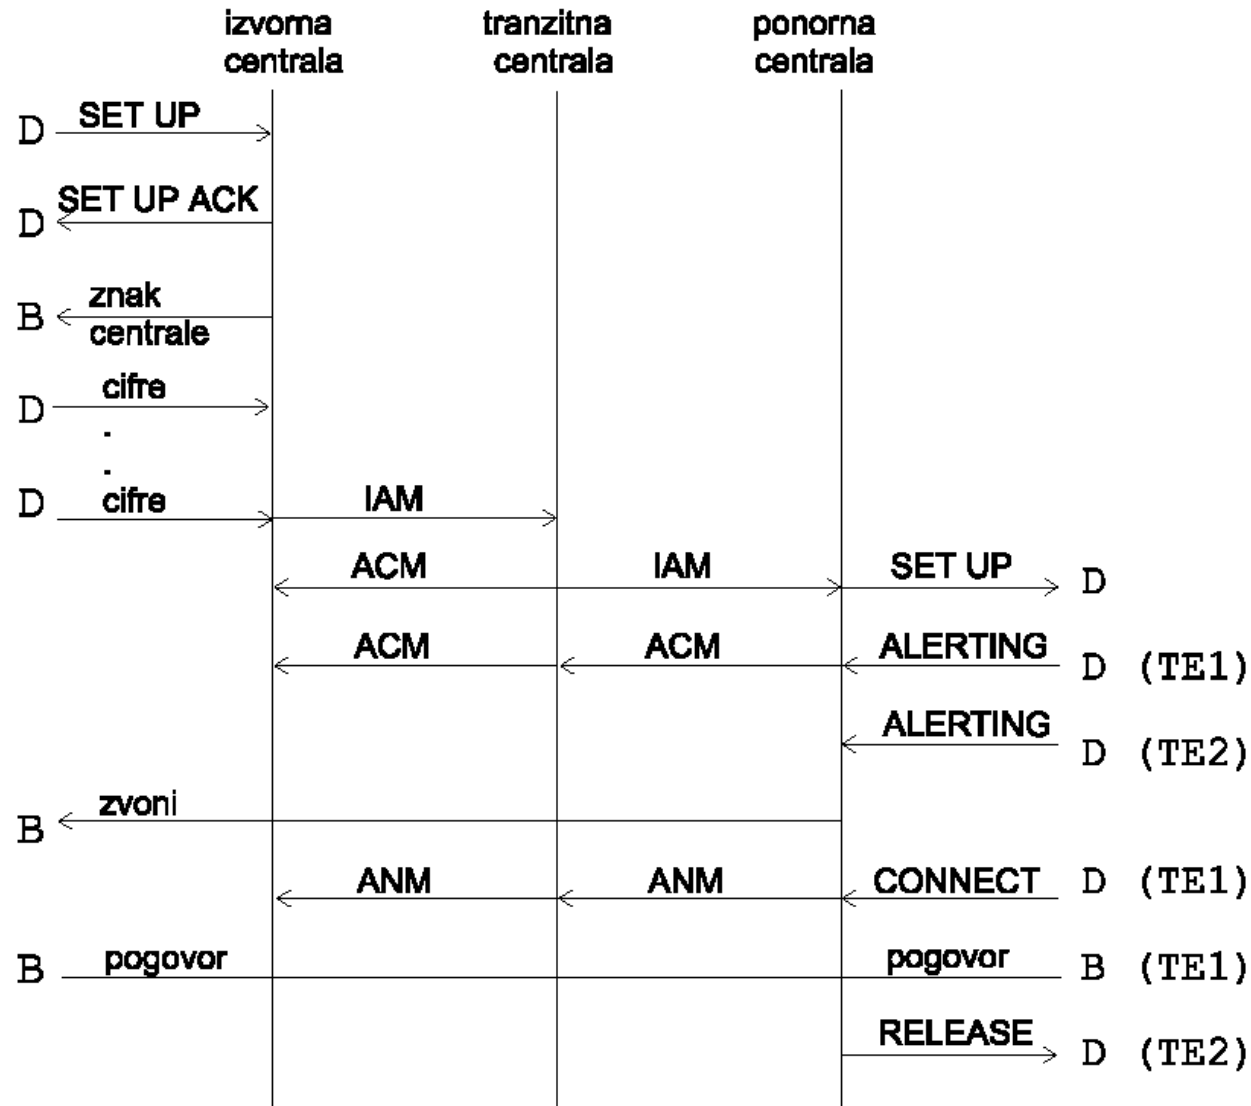 izvorna tranzitna ponorna
centrala centrala centrala
D SET UP
D SET UP ACK
B znak
centrale
D cifre
.
.
D cifre IAM
ACM IAM SET UP D
ACM ACM ALERTING D (TE1)
ALERTING D (TE2)
B zvoni
ANM ANM CONNECT D (TE1)
B pogovor pogovor B (TE1)
RELEASE D (TE2)